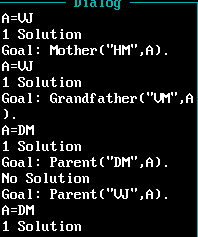 Dialog
A=VJ
1 Solution
Goal: Mother("HM",A).
A=VJ
1 Solution
Goal: Grandfather("VM",A
).
A=DM
1 Solution
Goal: Parent("DM",A).
No Solution
Goal: Parent("VJ",A).
A=DM
1 Solution